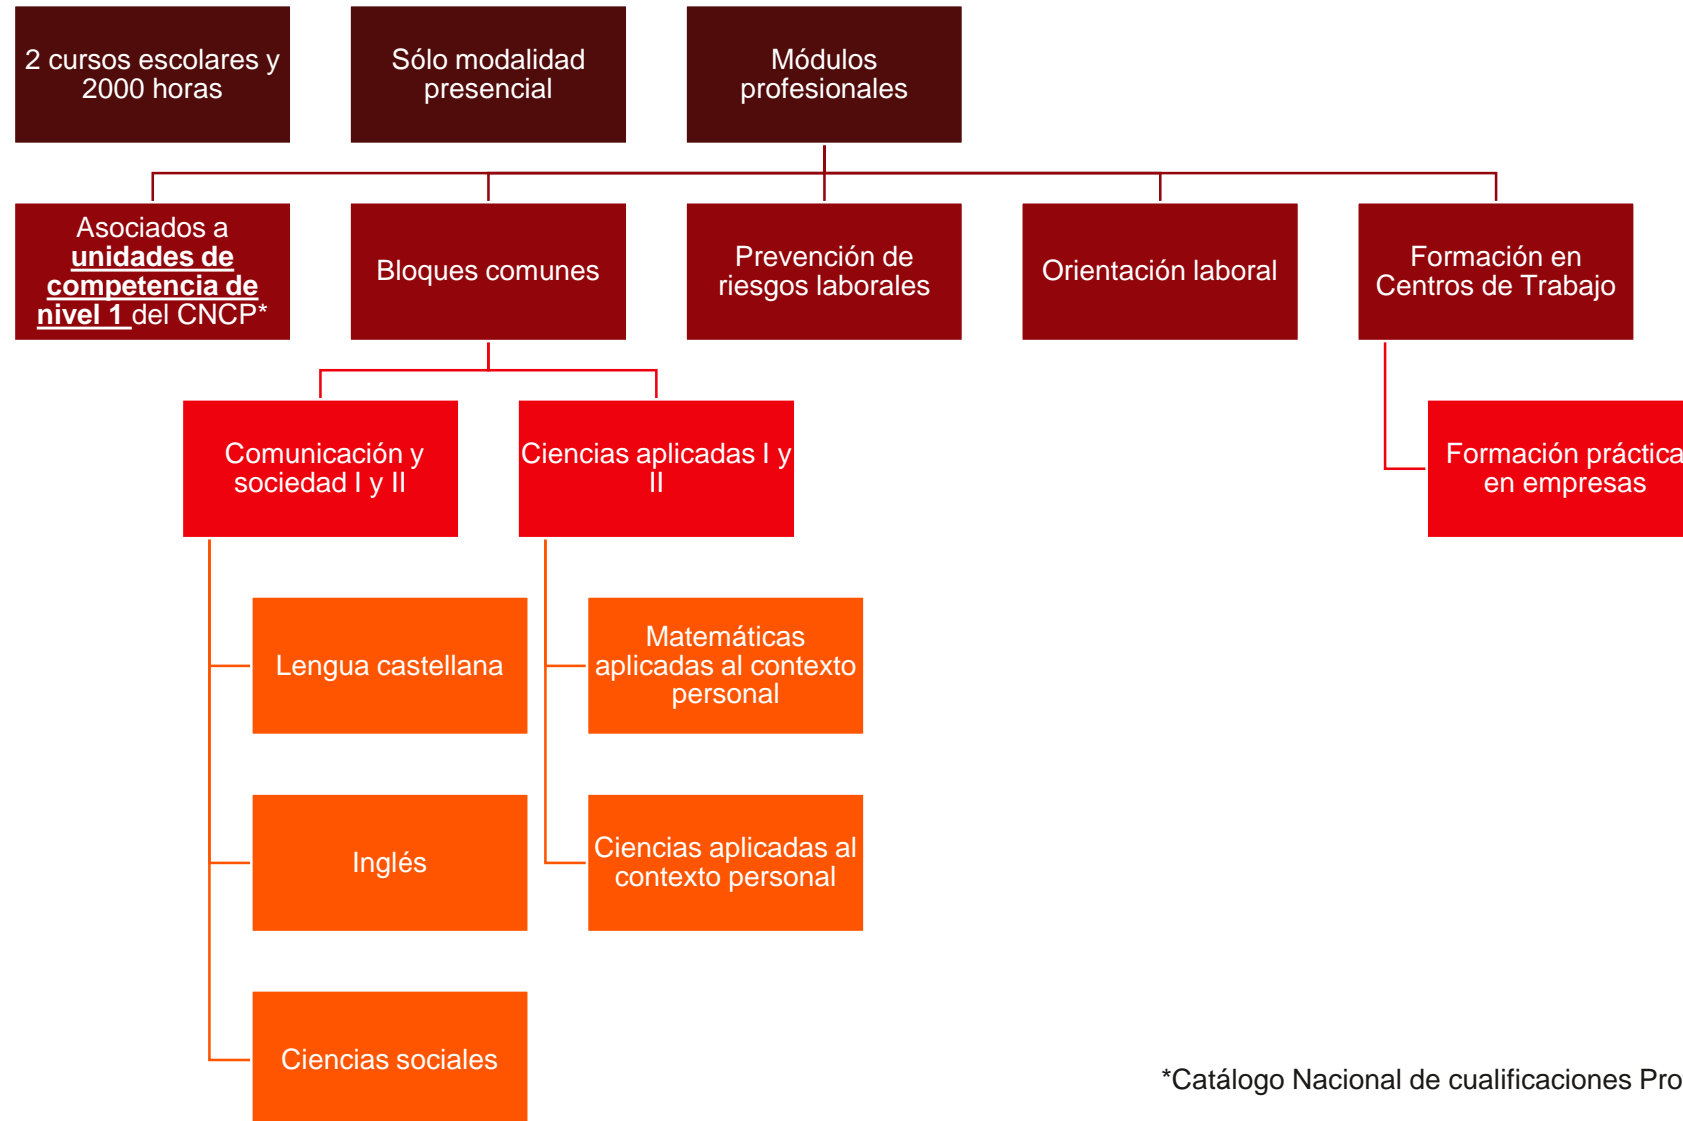 2 cursos escolares y
2000 horas
Sólo modalidad
presencial
Módulos
profesionales
Asociados a
unidades de
competencia de
nivel 1 del CNCP*
Bloques comunes
Prevención de
riesgos laborales
Orientación laboral
Formación en
Centros de Trabajo
Comunicación y
sociedad I y II
Ciencias aplicadas I y
II
Formación práctica
en empresas
Lengua castellana
Matemáticas
aplicadas al contexto
personal
Inglés
Ciencias aplicadas al
contexto personal
Ciencias sociales
*Catálogo Nacional de cualificaciones Pro